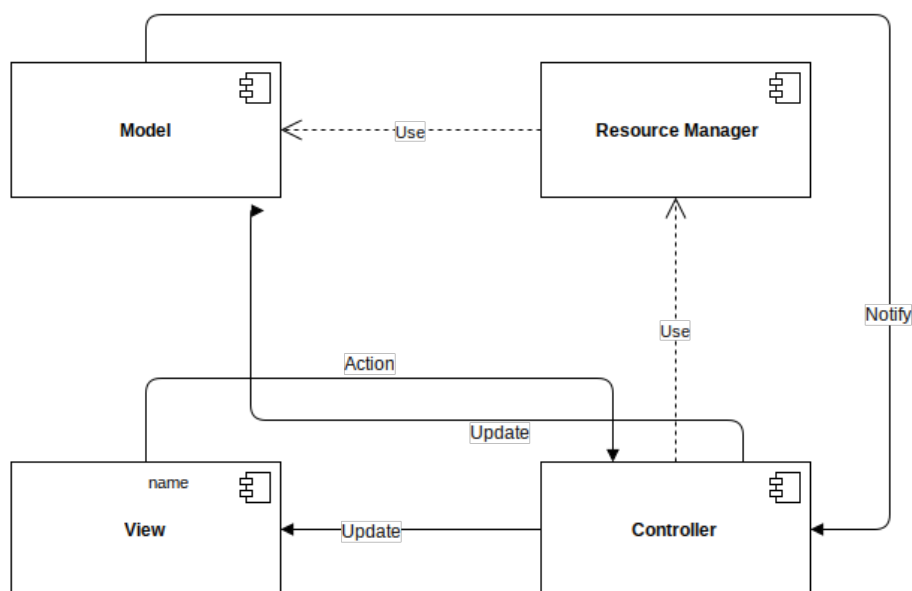 Model
Use
Resource Manager
Notify
Use
Action
Update
name
View
Update
Controller